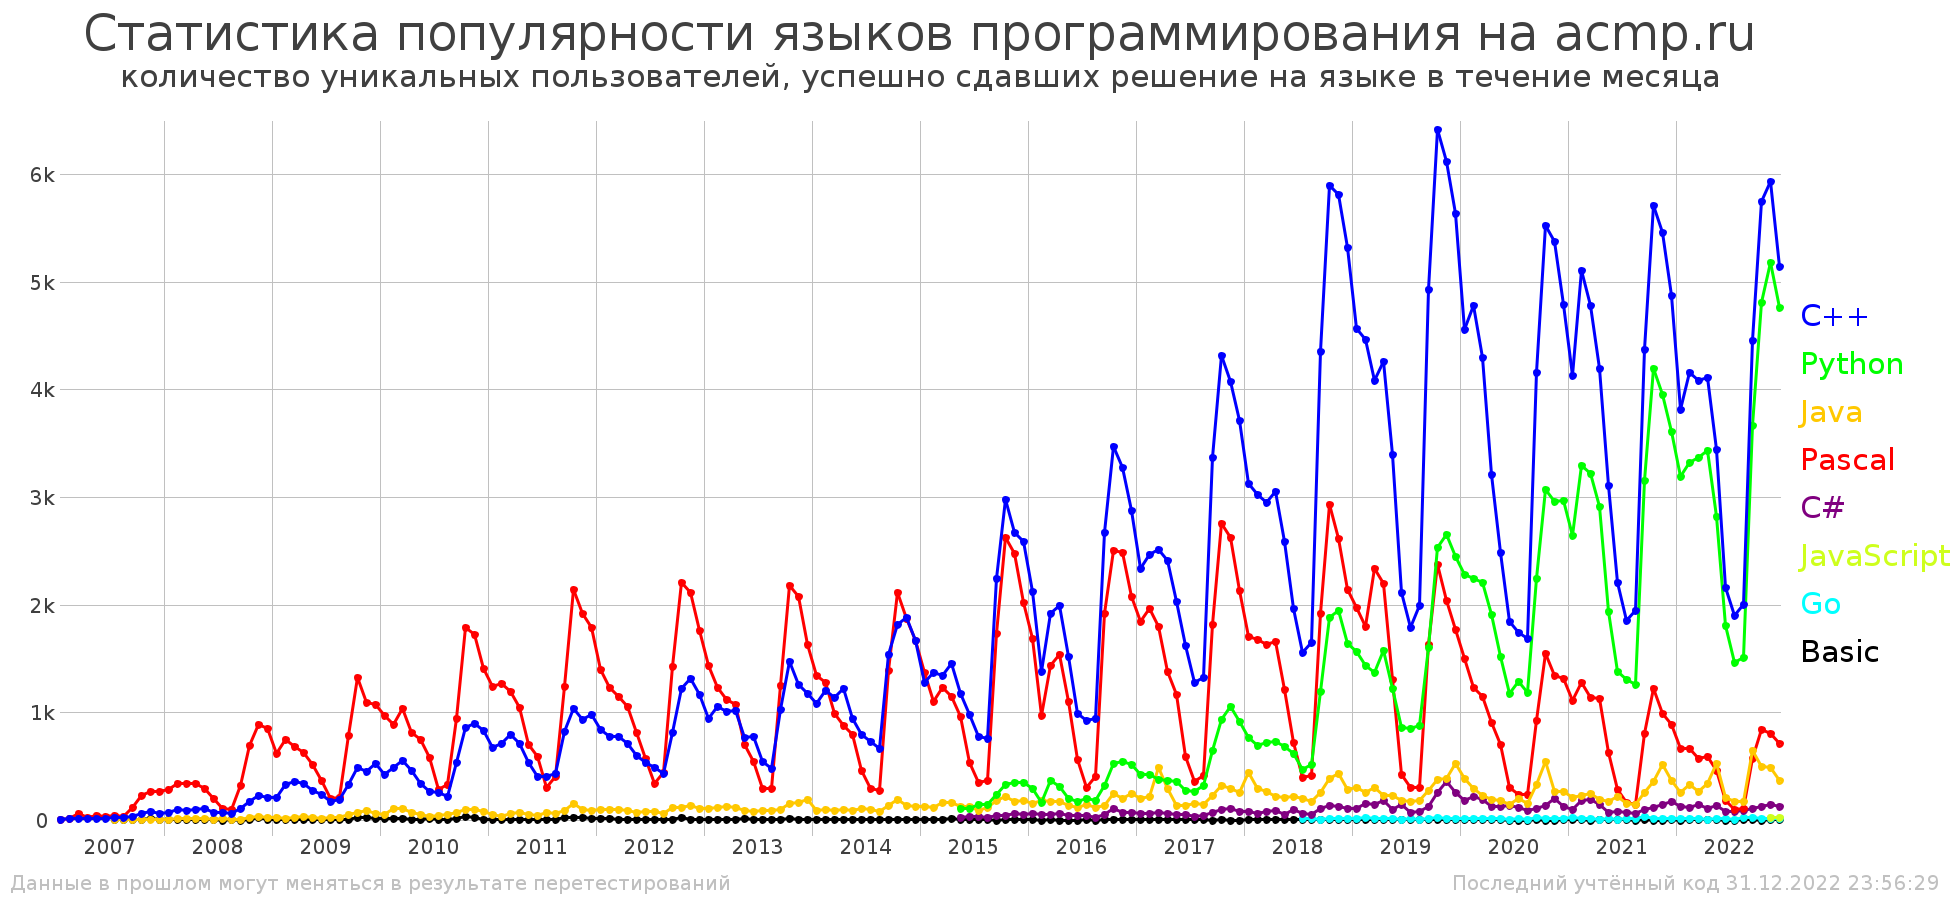 Статистика популярности языков программирования на acmp.ru
количество уникальных пользователей, успешно сдавших решение на языке в течение месяца
6k
5k
4k
3k
2k
1k
0
2007 2008 2009 2010 2011 2012 2013 2014 2015 2016 2017 2018 2019 2020 2021 2022
C++
Python
Java
Pascal
C#
JavaScript
Go
Basic
Данные в прошлом могут меняться в результате перетестирований
Последний учтённый код 31.12.2022 23:56:29